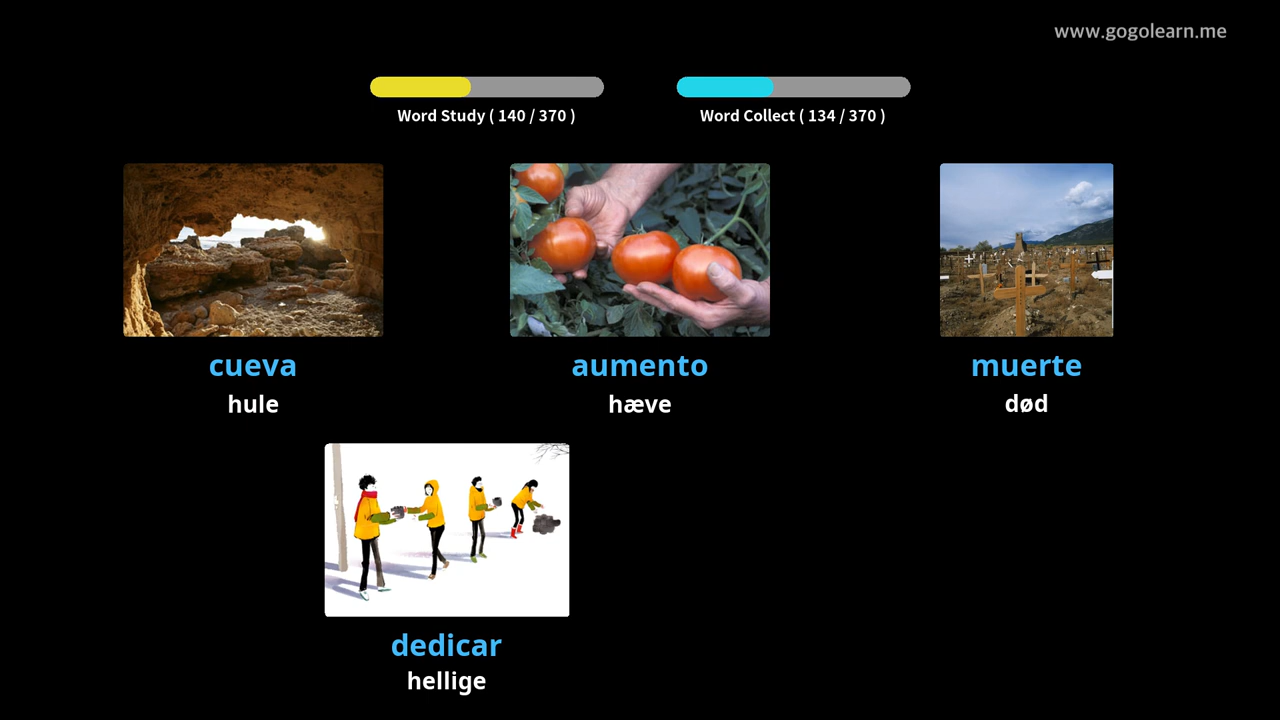 www.gogolearn.me
Word Study ( 140 / 370 )
Word Collect ( 134 / 370 )
cueva
hule
aumento
hæve
muerte
død
dedicar
hellige